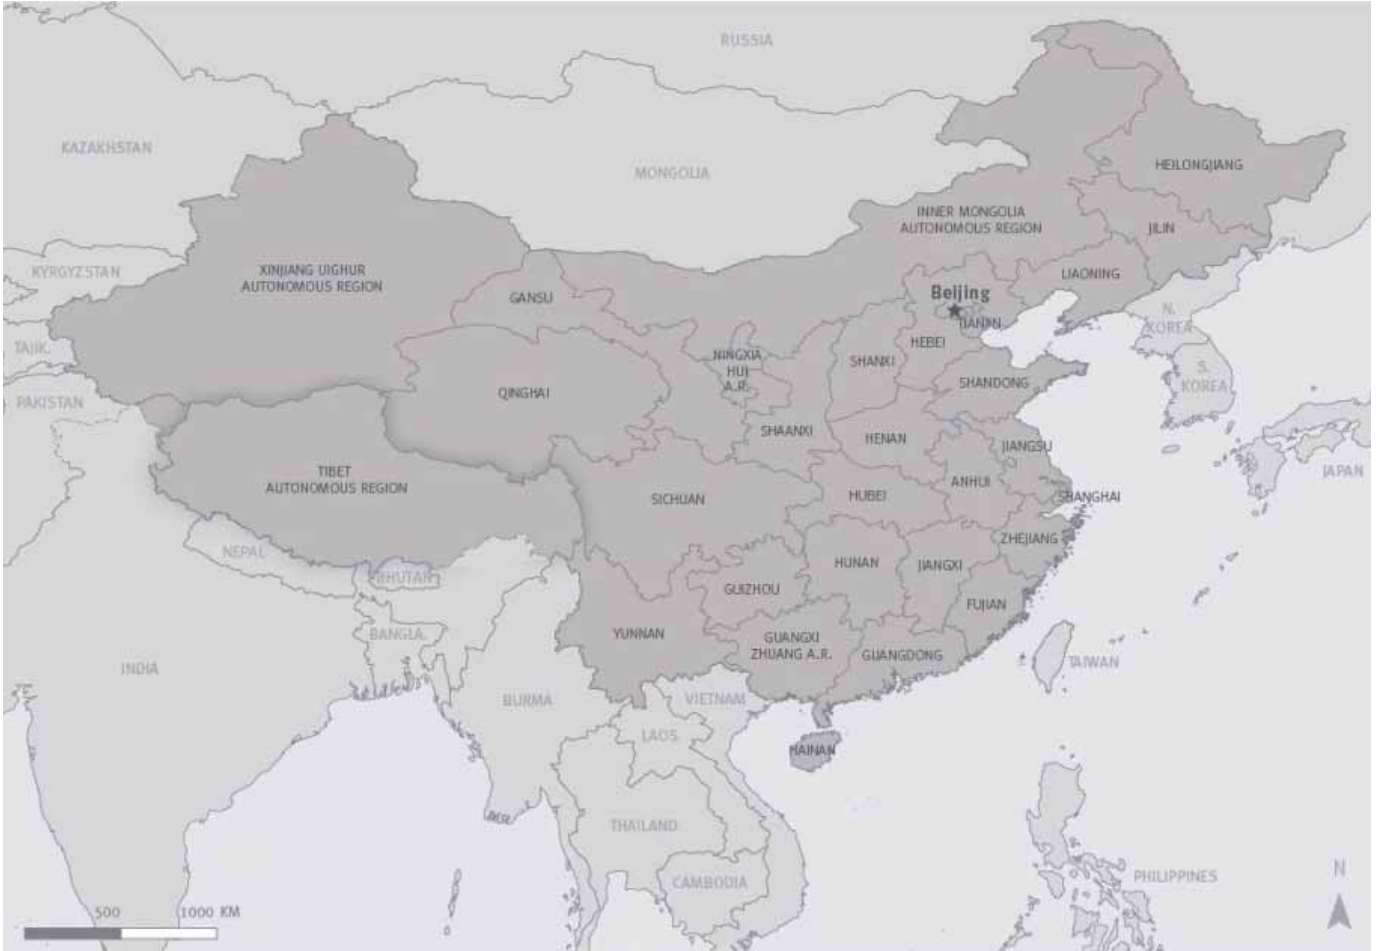 RUSSIA
KAZAKHSTAN
MONGOLIA
HEILONGJIANG
INNER MONGOLIA
AUTONOMOUS REGION
JILIN
KYRGYZSTAN
XINJIANG UIGHUR
AUTONOMOUS REGION
GANSU
LIAONING
Beijing
TIANJIN
N.
KOREA
TAJIK.
NINGXIA
HUI
A.R.
SHANXI
HEBEI
S.
KOREA
PAKISTAN
QINGHAI
SHANDONG
SHAANXI
HENAN
JIANGSU
JAPAN
TIBET
AUTONOMOUS REGION
SICHUAN
HUBEI
ANHUI
SHANGHAI
NEPAL
BHUTAN
ZHEJIANG
HUNAN
JIANGXI
GUIZHOU
FUJIAN
BANGLA.
YUNNAN
GUANGXI
ZHUANG A.R.
GUANGDONG
TAIWAN
INDIA
BURMA
VIETNAM
LAOS
HAINAN
THAILAND
CAMBODIA
PHILIPPINES
N
500 1000 KM